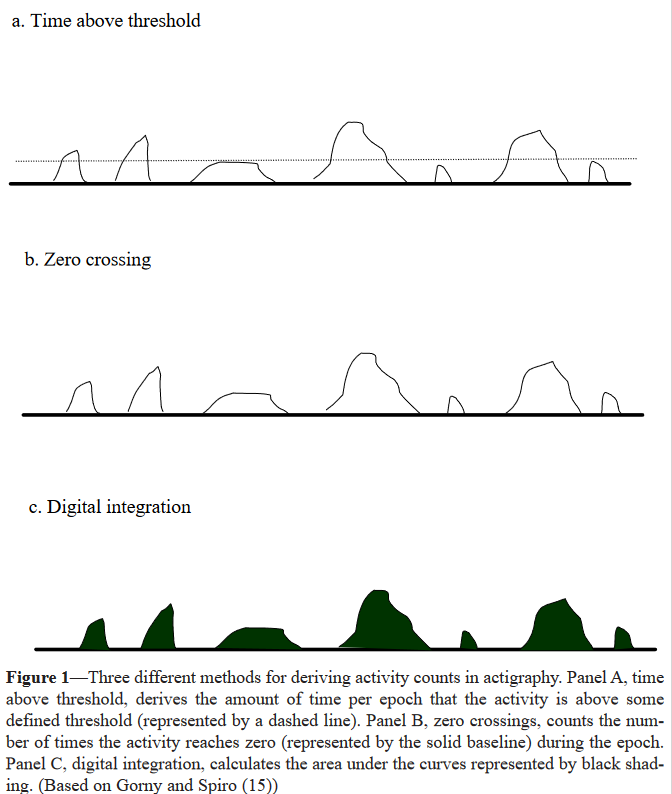 a. Time above threshold
b. Zero crossing
c. Digital integration
Figure 1—Three different methods for deriving activity counts in actigraphy. Panel A, time
above threshold, derives the amount of time per epoch that the activity is above some
defined threshold (represented by a dashed line). Panel B, zero crossings, counts the num-
ber of times the activity reaches zero (represented by the solid baseline) during the epoch.
Panel C, digital integration, calculates the area under the curves represented by black shad-
ing. (Based on Gorny and Spiro (15))